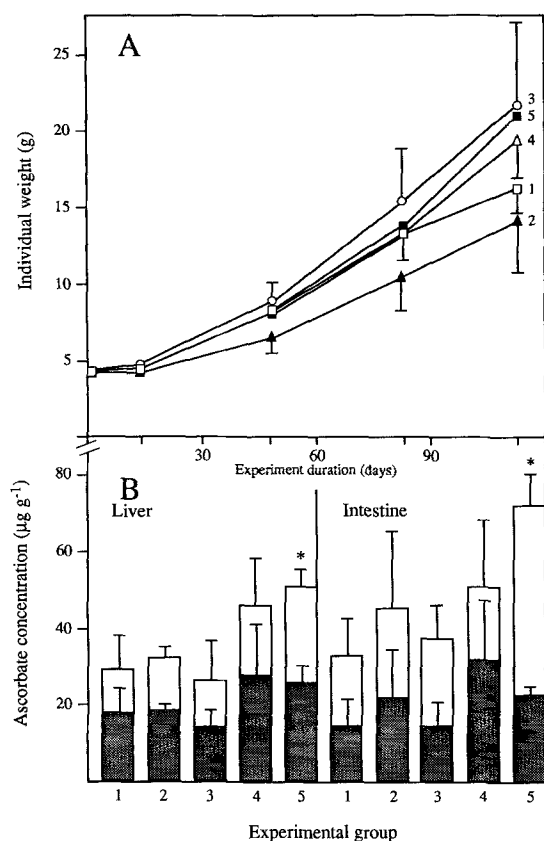 A
Individual weight (g)
25
20
15
10
5
3
5
4
1
2
30
60
90
Experiment duration (days)
B
Liver
Intestine
*
*
Ascorbate concentration (µg g⁻¹)
80
60
40
20
1 2 3 4 5 1 2 3 4 5
Experimental group